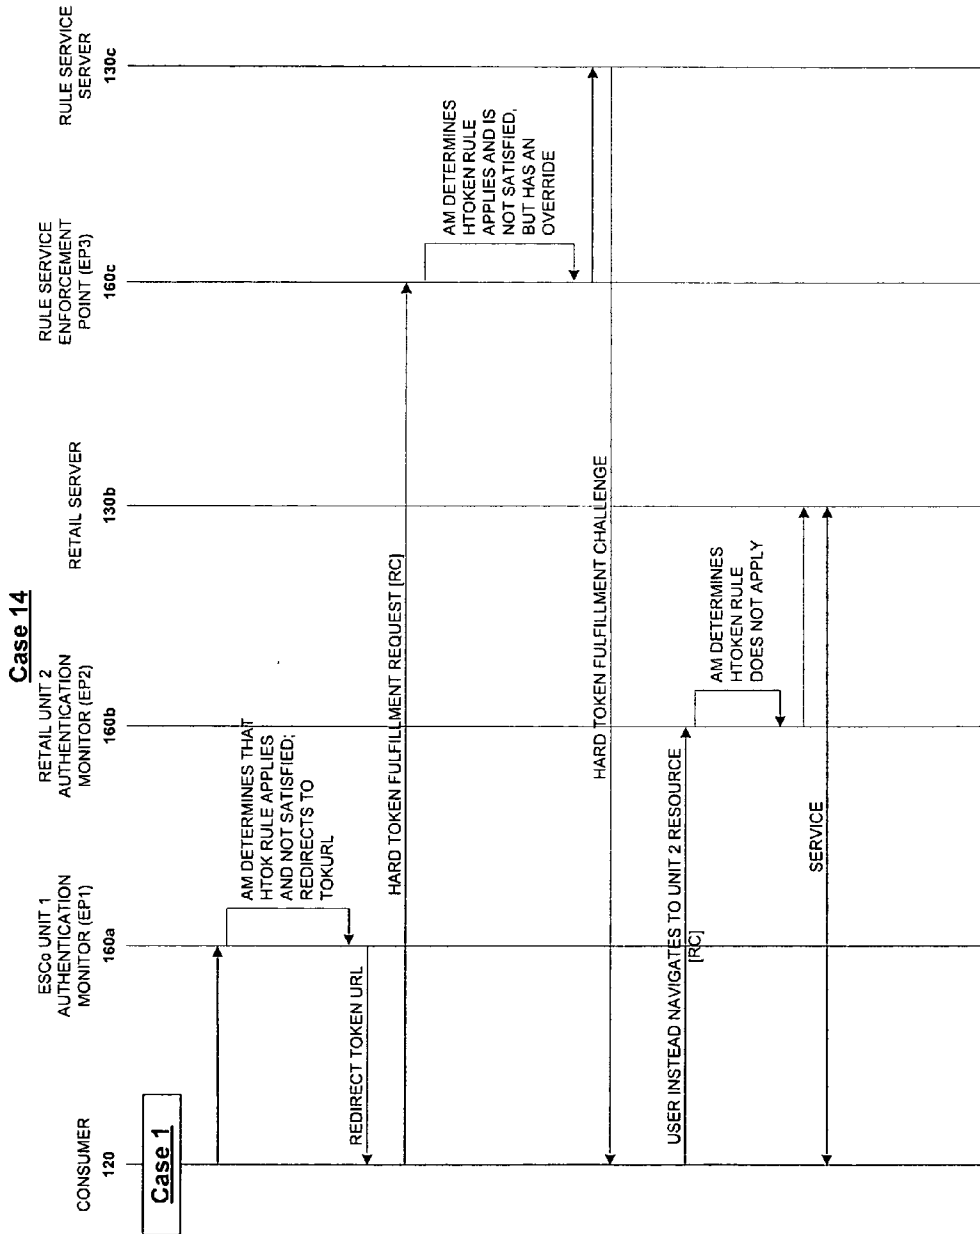 Case 14
CONSUMER
120
ESCo UNIT 1
AUTHENTICATION
MONITOR (EP1)
160a
RETAIL UNIT 2
AUTHENTICATION
MONITOR (EP2)
160b
RETAIL SERVER
130b
RULE SERVICE
ENFORCEMENT
POINT (EP3)
160c
RULE SERVICE
SERVER
130c
Case 1
AM DETERMINES THAT
HTOK RULE APPLIES
AND NOT SATISFIED;
REDIRECTS TO
TOKURL
REDIRECT TOKEN URL
HARD TOKEN FULFILLMENT REQUEST [RC]
AM DETERMINES
HTOKEN RULE
APPLIES AND IS
NOT SATISFIED,
BUT HAS AN
OVERRIDE
HARD TOKEN FULFILLMENT CHALLENGE
USER INSTEAD NAVIGATES TO UNIT 2 RESOURCE
[RC]
AM DETERMINES
HTOKEN RULE
DOES NOT APPLY
SERVICE